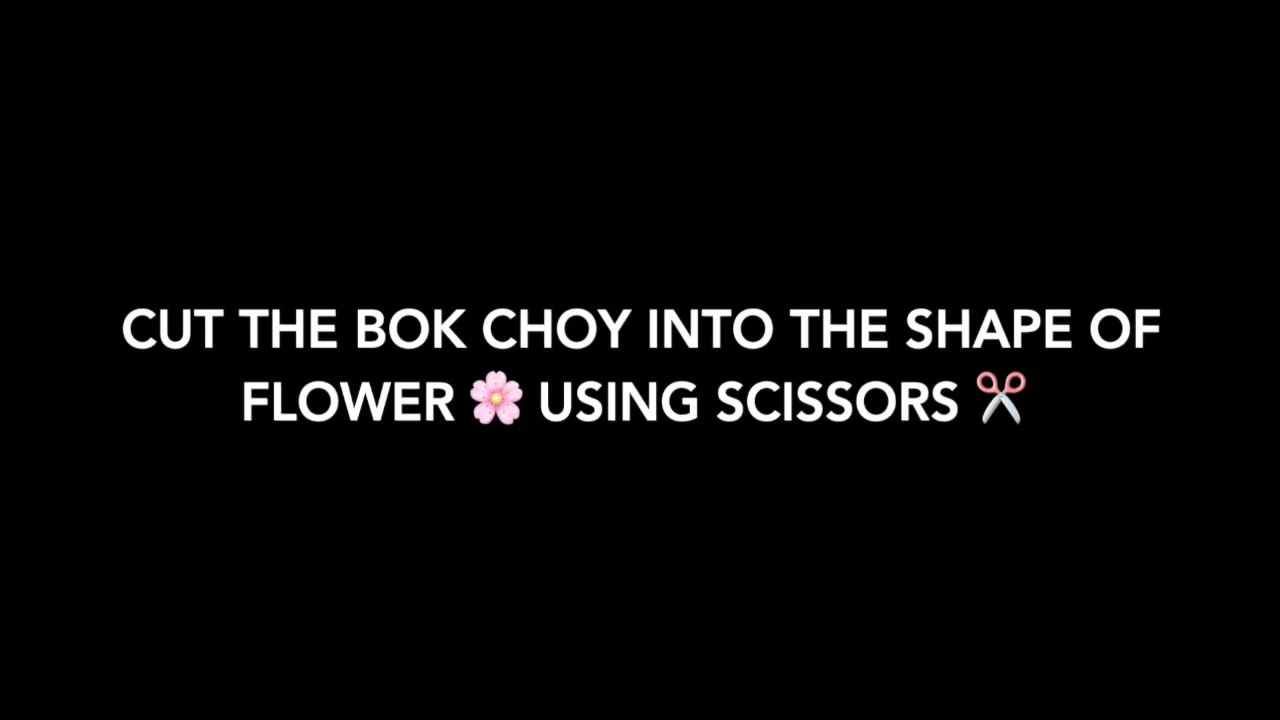 CUT THE BOK CHOY INTO THE SHAPE OF
FLOWER 🌸 USING SCISSORS ✂️